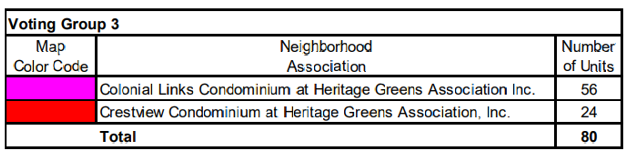 Voting Group 3
Map Neighborhood Number
Color Code Association of Units
Colonial Links Condominium at Heritage Greens Association Inc. 56
Crestview Condominium at Heritage Greens Association, Inc. 24
Total 80